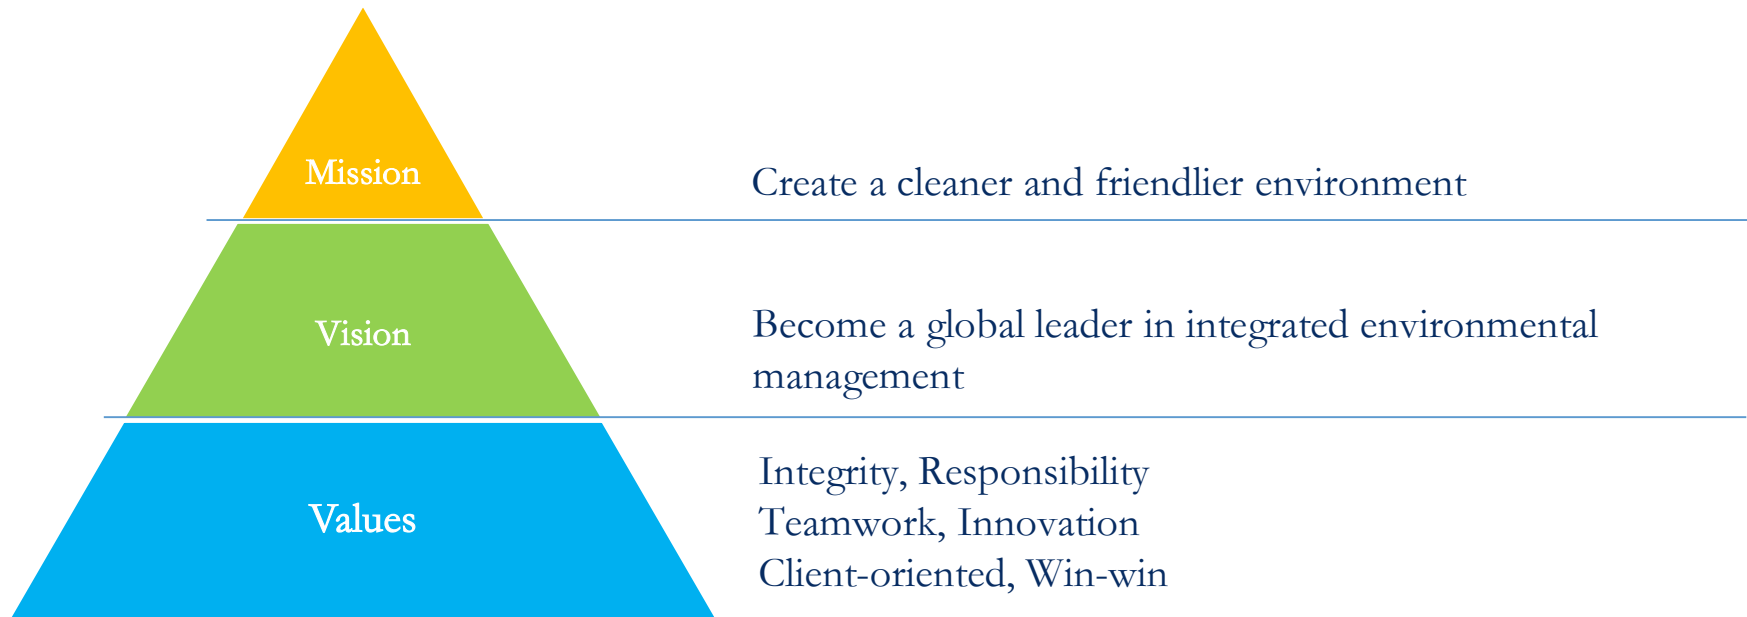 Mission
Create a cleaner and friendlier environment
Vision
Become a global leader in integrated environmental
management
Values
Integrity, Responsibility
Teamwork, Innovation
Client-oriented, Win-win